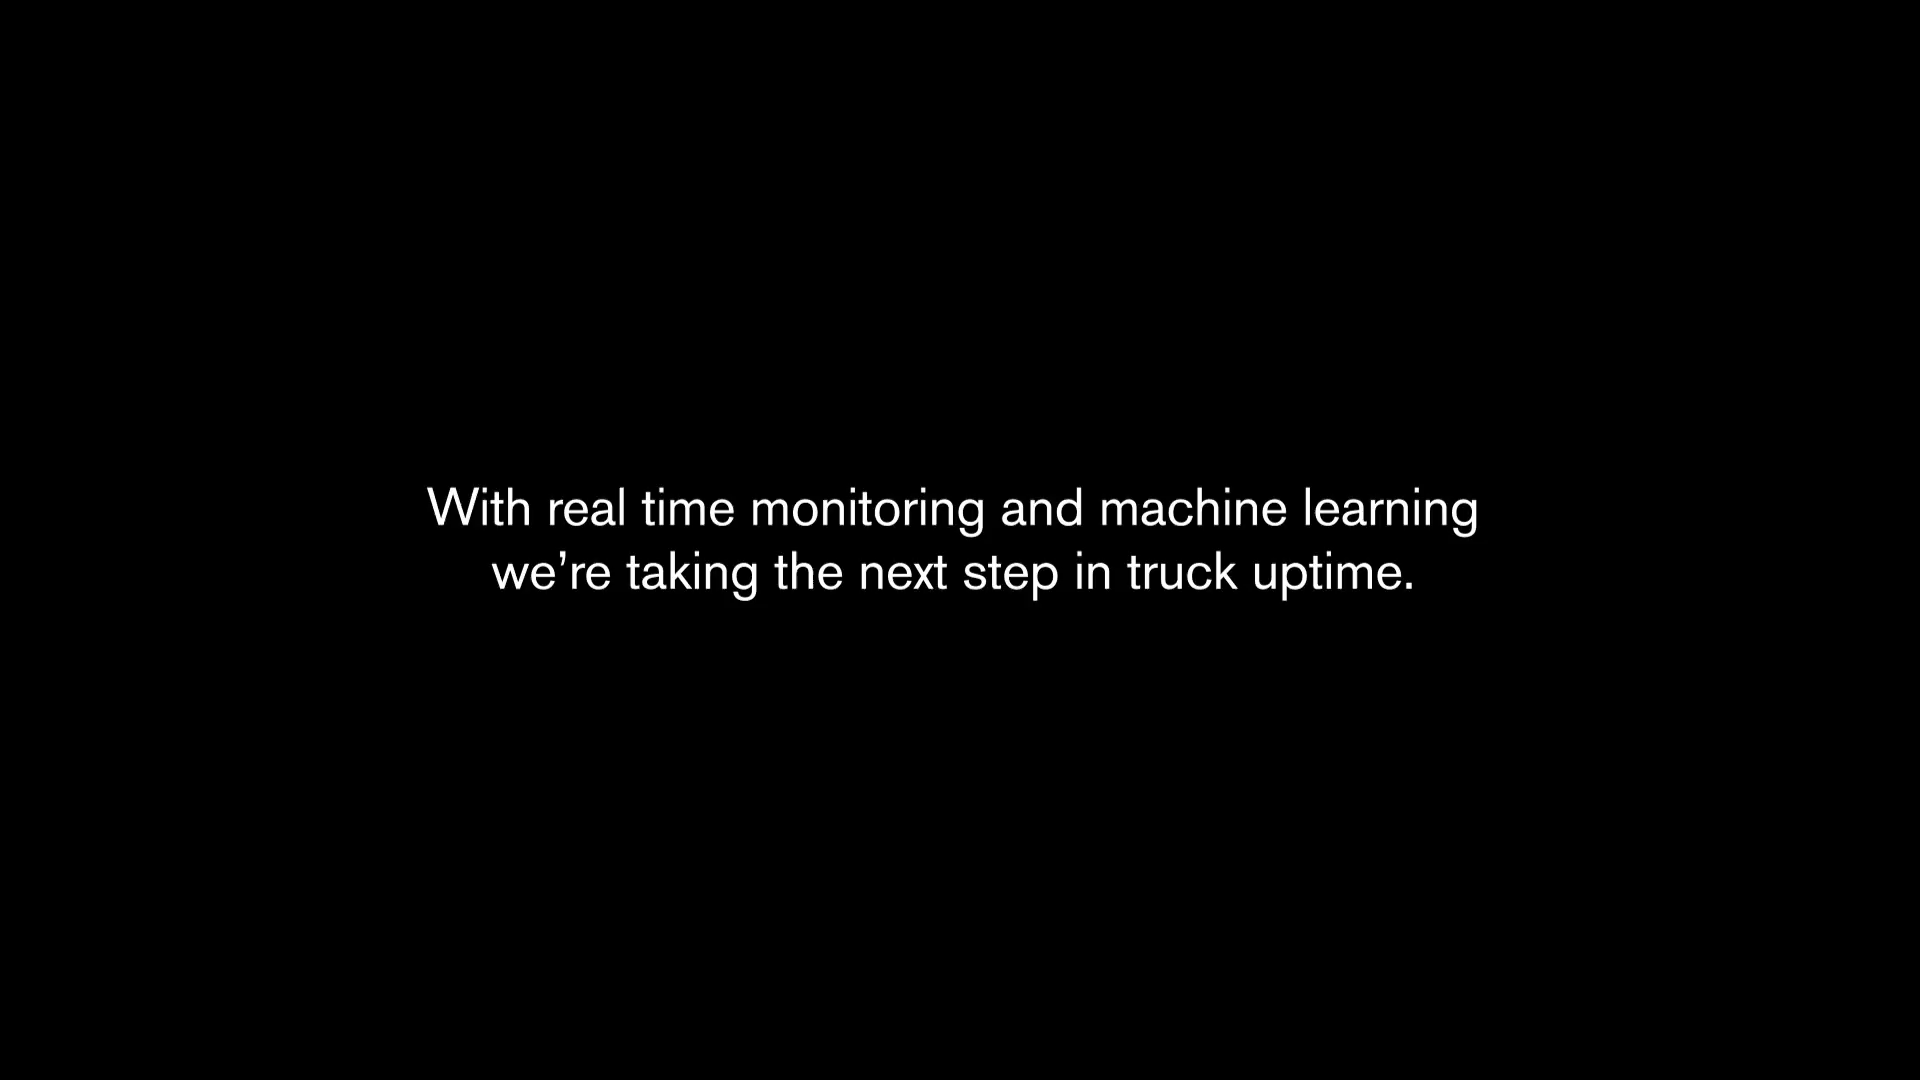 With real time monitoring and machine learning
we’re taking the next step in truck uptime.